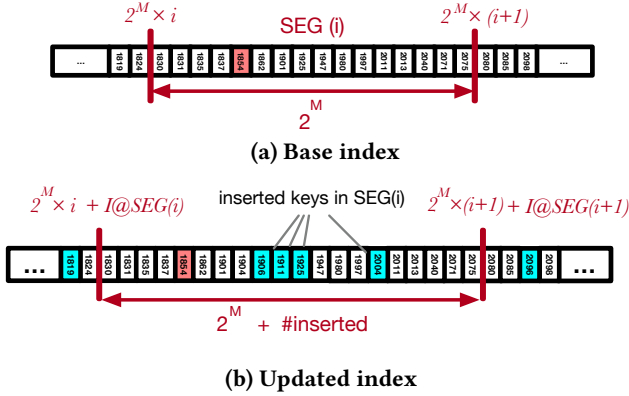 2^M × i SEG (i) 2^M × (i+1)
... 1819 1824 1830 1831 1835 1837 1854 1862 1901 1925 1947 1980 1997 2011 2013 2040 2071 2075 2080 2085 2098 ...
2^M
(a) Base index
2^M × i + I@SEG(i) inserted keys in SEG(i) 2^M ×(i+1) + I@SEG(i+1)
... 1819 1824 1830 1831 1835 1837 1854 1862 1901 1904 1906 1911 1925 1947 1980 1997 2004 2011 2013 2040 2071 2075 2080 2085 2096 2098 ...
2^M + #inserted
(b) Updated index